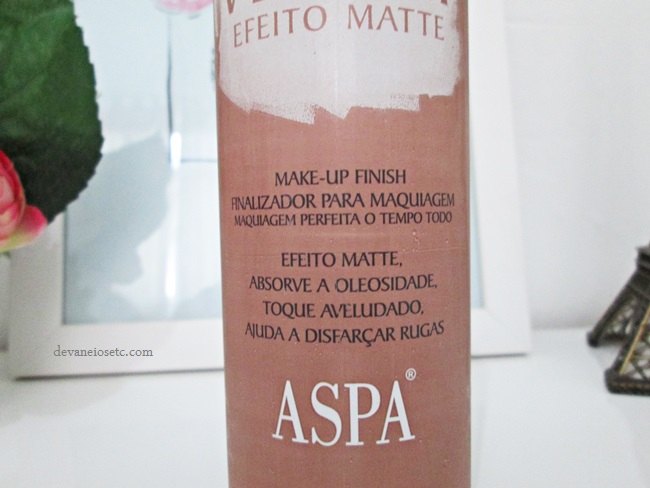 EFEITO MATTE
MAKE-UP FINISH
FINALIZADOR PARA MAQUIAGEM
MAQUIAGEM PERFEITA O TEMPO TODO
EFEITO MATTE,
ABSORVE A OLEOSIDADE,
TOQUE AVELUDADO,
AJUDA A DISFARÇAR RUGAS
devaneiosetc.com
ASPA®